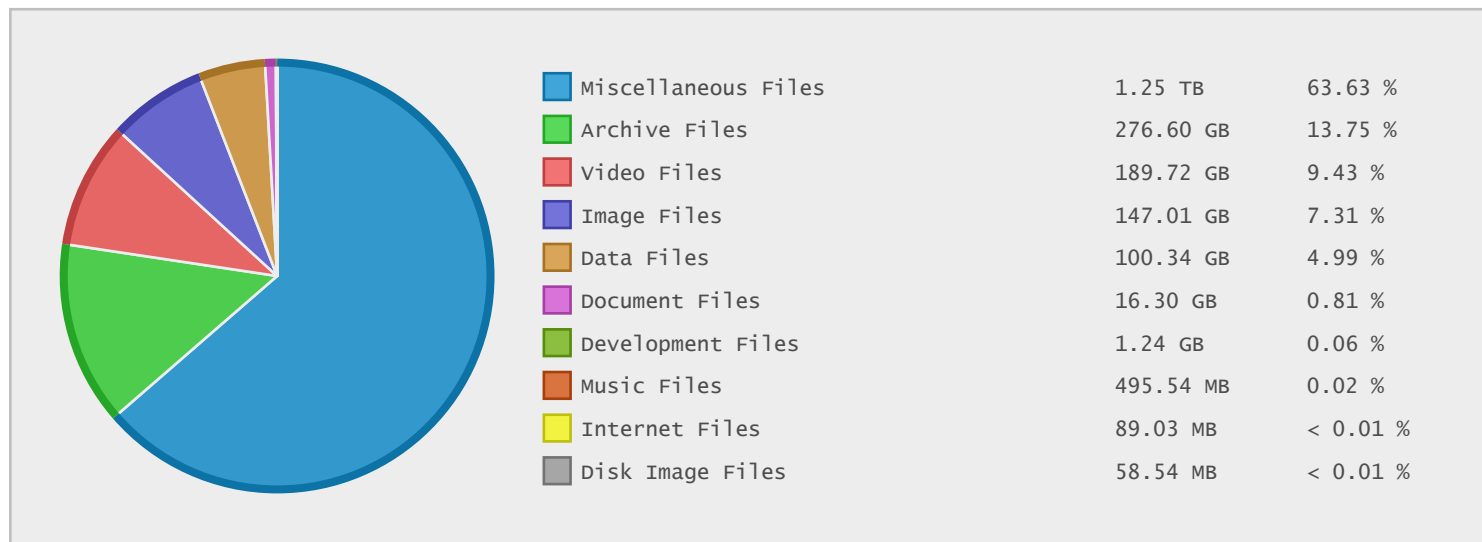 Miscellaneous Files 1.25 TB 63.63 %
Archive Files 276.60 GB 13.75 %
Video Files 189.72 GB 9.43 %
Image Files 147.01 GB 7.31 %
Data Files 100.34 GB 4.99 %
Document Files 16.30 GB 0.81 %
Development Files 1.24 GB 0.06 %
Music Files 495.54 MB 0.02 %
Internet Files 89.03 MB < 0.01 %
Disk Image Files 58.54 MB < 0.01 %